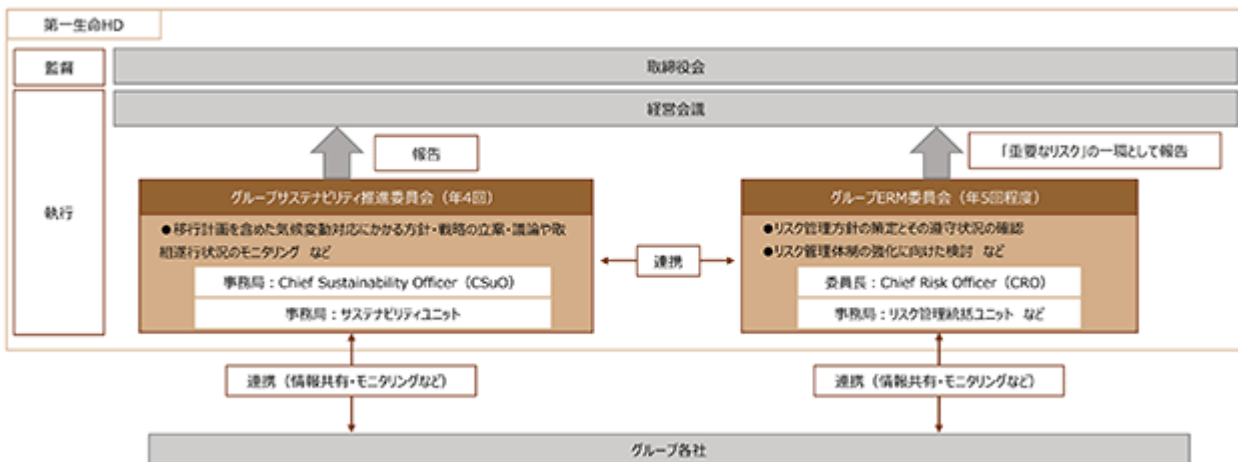 第一生命HD
監督
取締役会
経営会議
執行
報告
「重要なリスク」の一環として報告
グループサステナビリティ推進委員会（年4回）
●移行計画を含めた気候変動対応にかかる方針・戦略の立案・議論や取
組遂行状況のモニタリング など
事務局：Chief Sustainability Officer（CSuO）
事務局：サステナビリティユニット
連携
グループERM委員会（年5回程度）
●リスク管理方針の策定とその遵守状況の確認
●リスク管理体制の強化に向けた検討 など
委員長：Chief Risk Officer（CRO）
事務局：リスク管理統括ユニット など
連携（情報共有・モニタリングなど）
連携（情報共有・モニタリングなど）
グループ各社